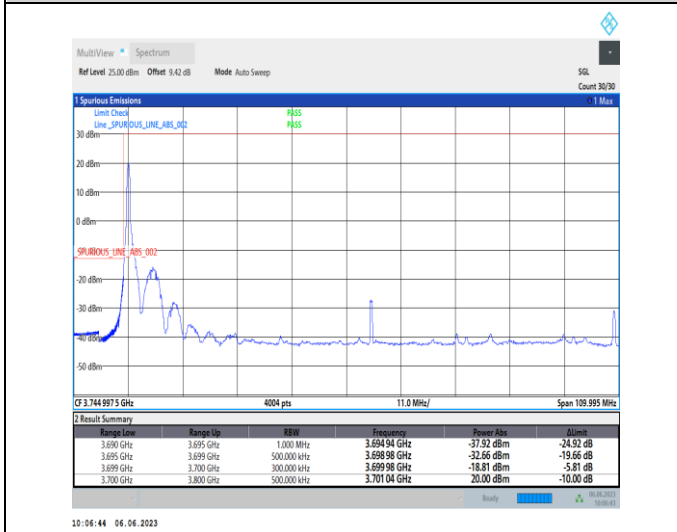 MultiView Spectrum
Ref Level 25.00 dBm Offset 9.42 dB Mode Auto Sweep SGL
Count 30/30
1 Spurious Emissions 1 Max
Limit Check PASS
Line _SPURIOUS_LINE_ABS_002 PASS
30 dBm
20 dBm
10 dBm
0 dBm
_SPURIOUS_LINE_ABS_002
-20 dBm
-30 dBm
-40 dBm
-50 dBm
CF 3.744 997 5 GHz 4004 pts 11.0 MHz/ Span 109.995 MHz
2 Result Summary
Range Low Range Up RBW Frequency Power Abs ΔLimit
3.690 GHz 3.695 GHz 1.000 MHz 3.694 94 GHz -37.92 dBm -24.92 dB
3.695 GHz 3.699 GHz 500.000 kHz 3.698 98 GHz -32.66 dBm -19.66 dB
3.699 GHz 3.700 GHz 300.000 kHz 3.699 98 GHz -18.81 dBm -5.81 dB
3.700 GHz 3.800 GHz 500.000 kHz 3.701 04 GHz 20.00 dBm -10.00 dB
Ready 06.06.2023
10:06:43
10:06:44 06.06.2023